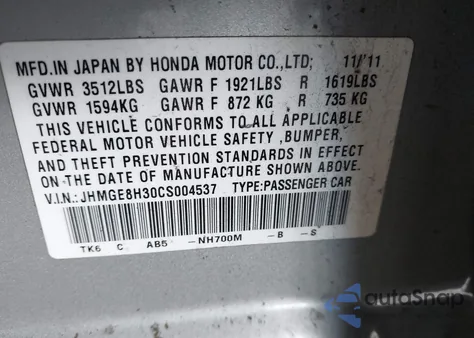 MFD.IN JAPAN BY HONDA MOTOR CO.,LTD; 11/'11
GVWR 3512LBS GAWR F 1921LBS R 1619LBS
GVWR 1594KG GAWR F 872 KG R 735 KG
THIS VEHICLE CONFORMS TO ALL APPLICABLE
FEDERAL MOTOR VEHICLE SAFETY ,BUMPER,
AND THEFT PREVENTION STANDARDS IN EFFECT
ON THE DATE OF MANUFACTURE SHOWN ABOVE.
V.I.N.: JHMGE8H30CS004537 TYPE:PASSENGER CAR
TK6 C AB5 -NH700M -B -S
autoSnap